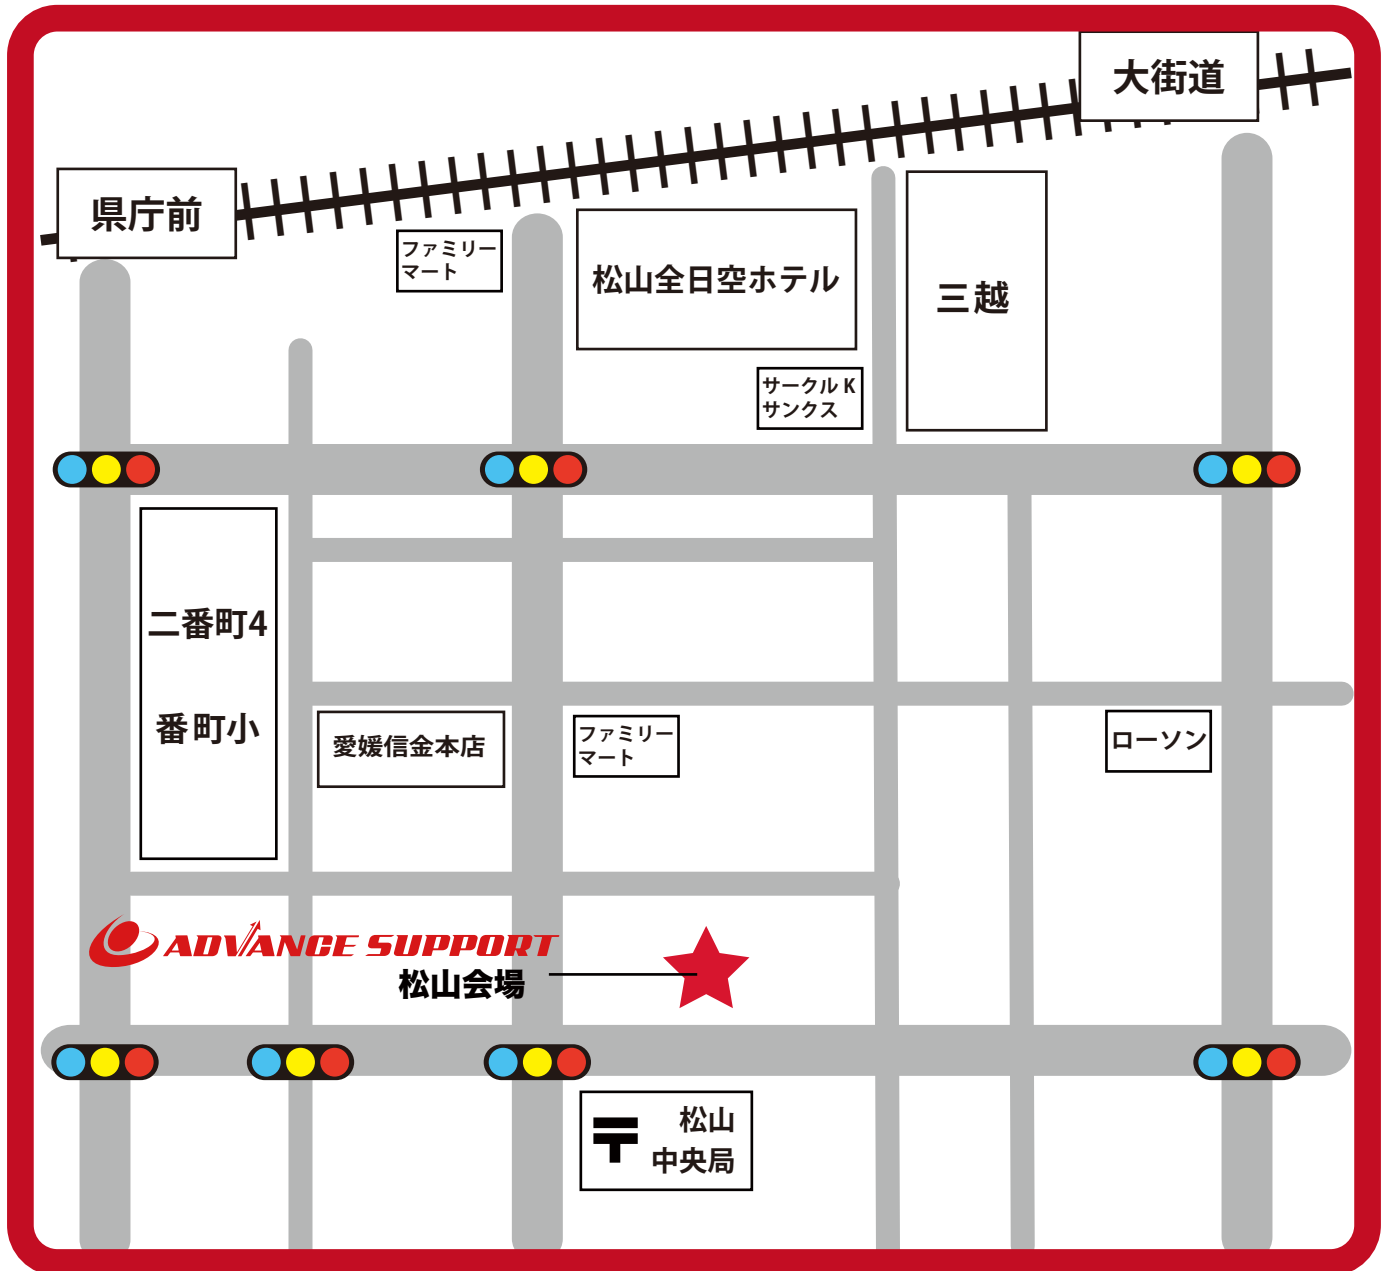 大街道
県庁前
ファミリー
マート
松山全日空ホテル
三越
サークルK
サンクス
二番町4
番町小
愛媛信金本店
ファミリー
マート
ローソン
ADVANCE SUPPORT
松山会場
〒 松山
中央局